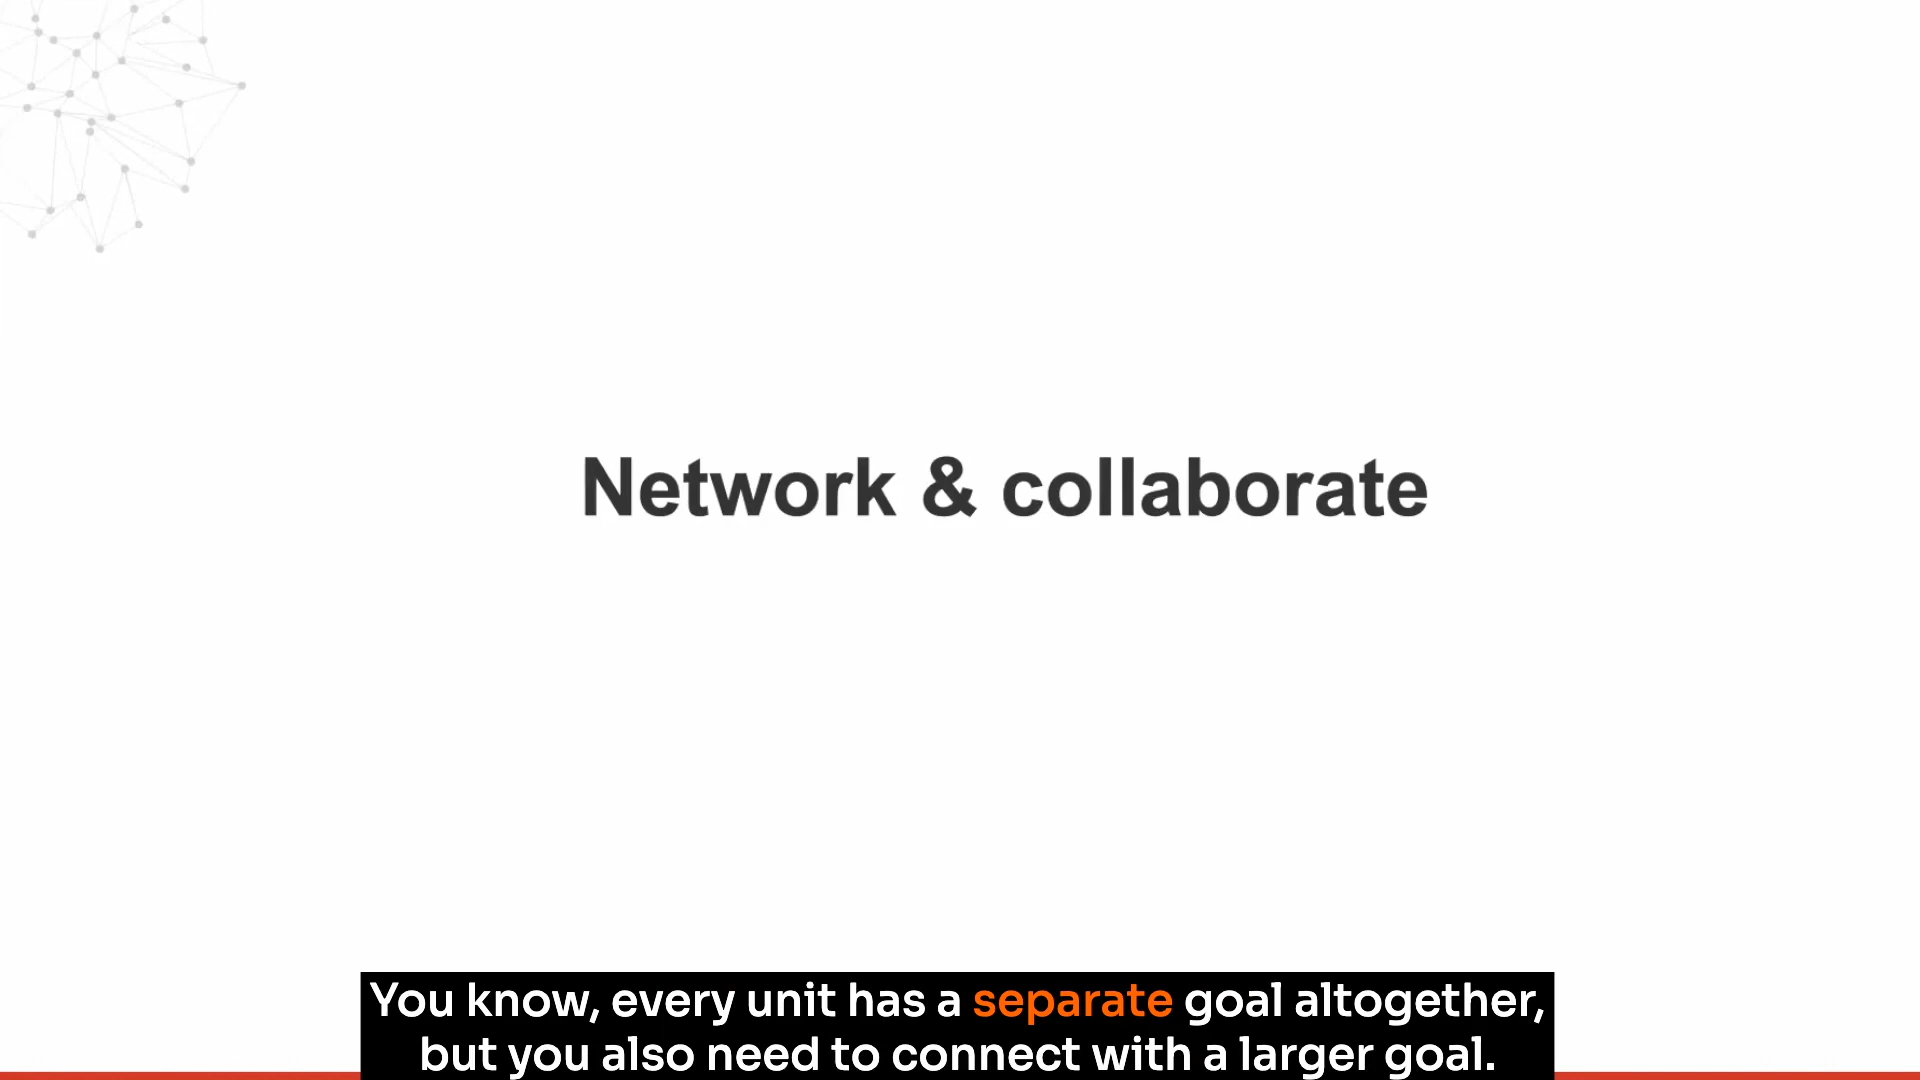 Network & collaborate
You know, every unit has a separate goal altogether,
but you also need to connect with a larger goal.